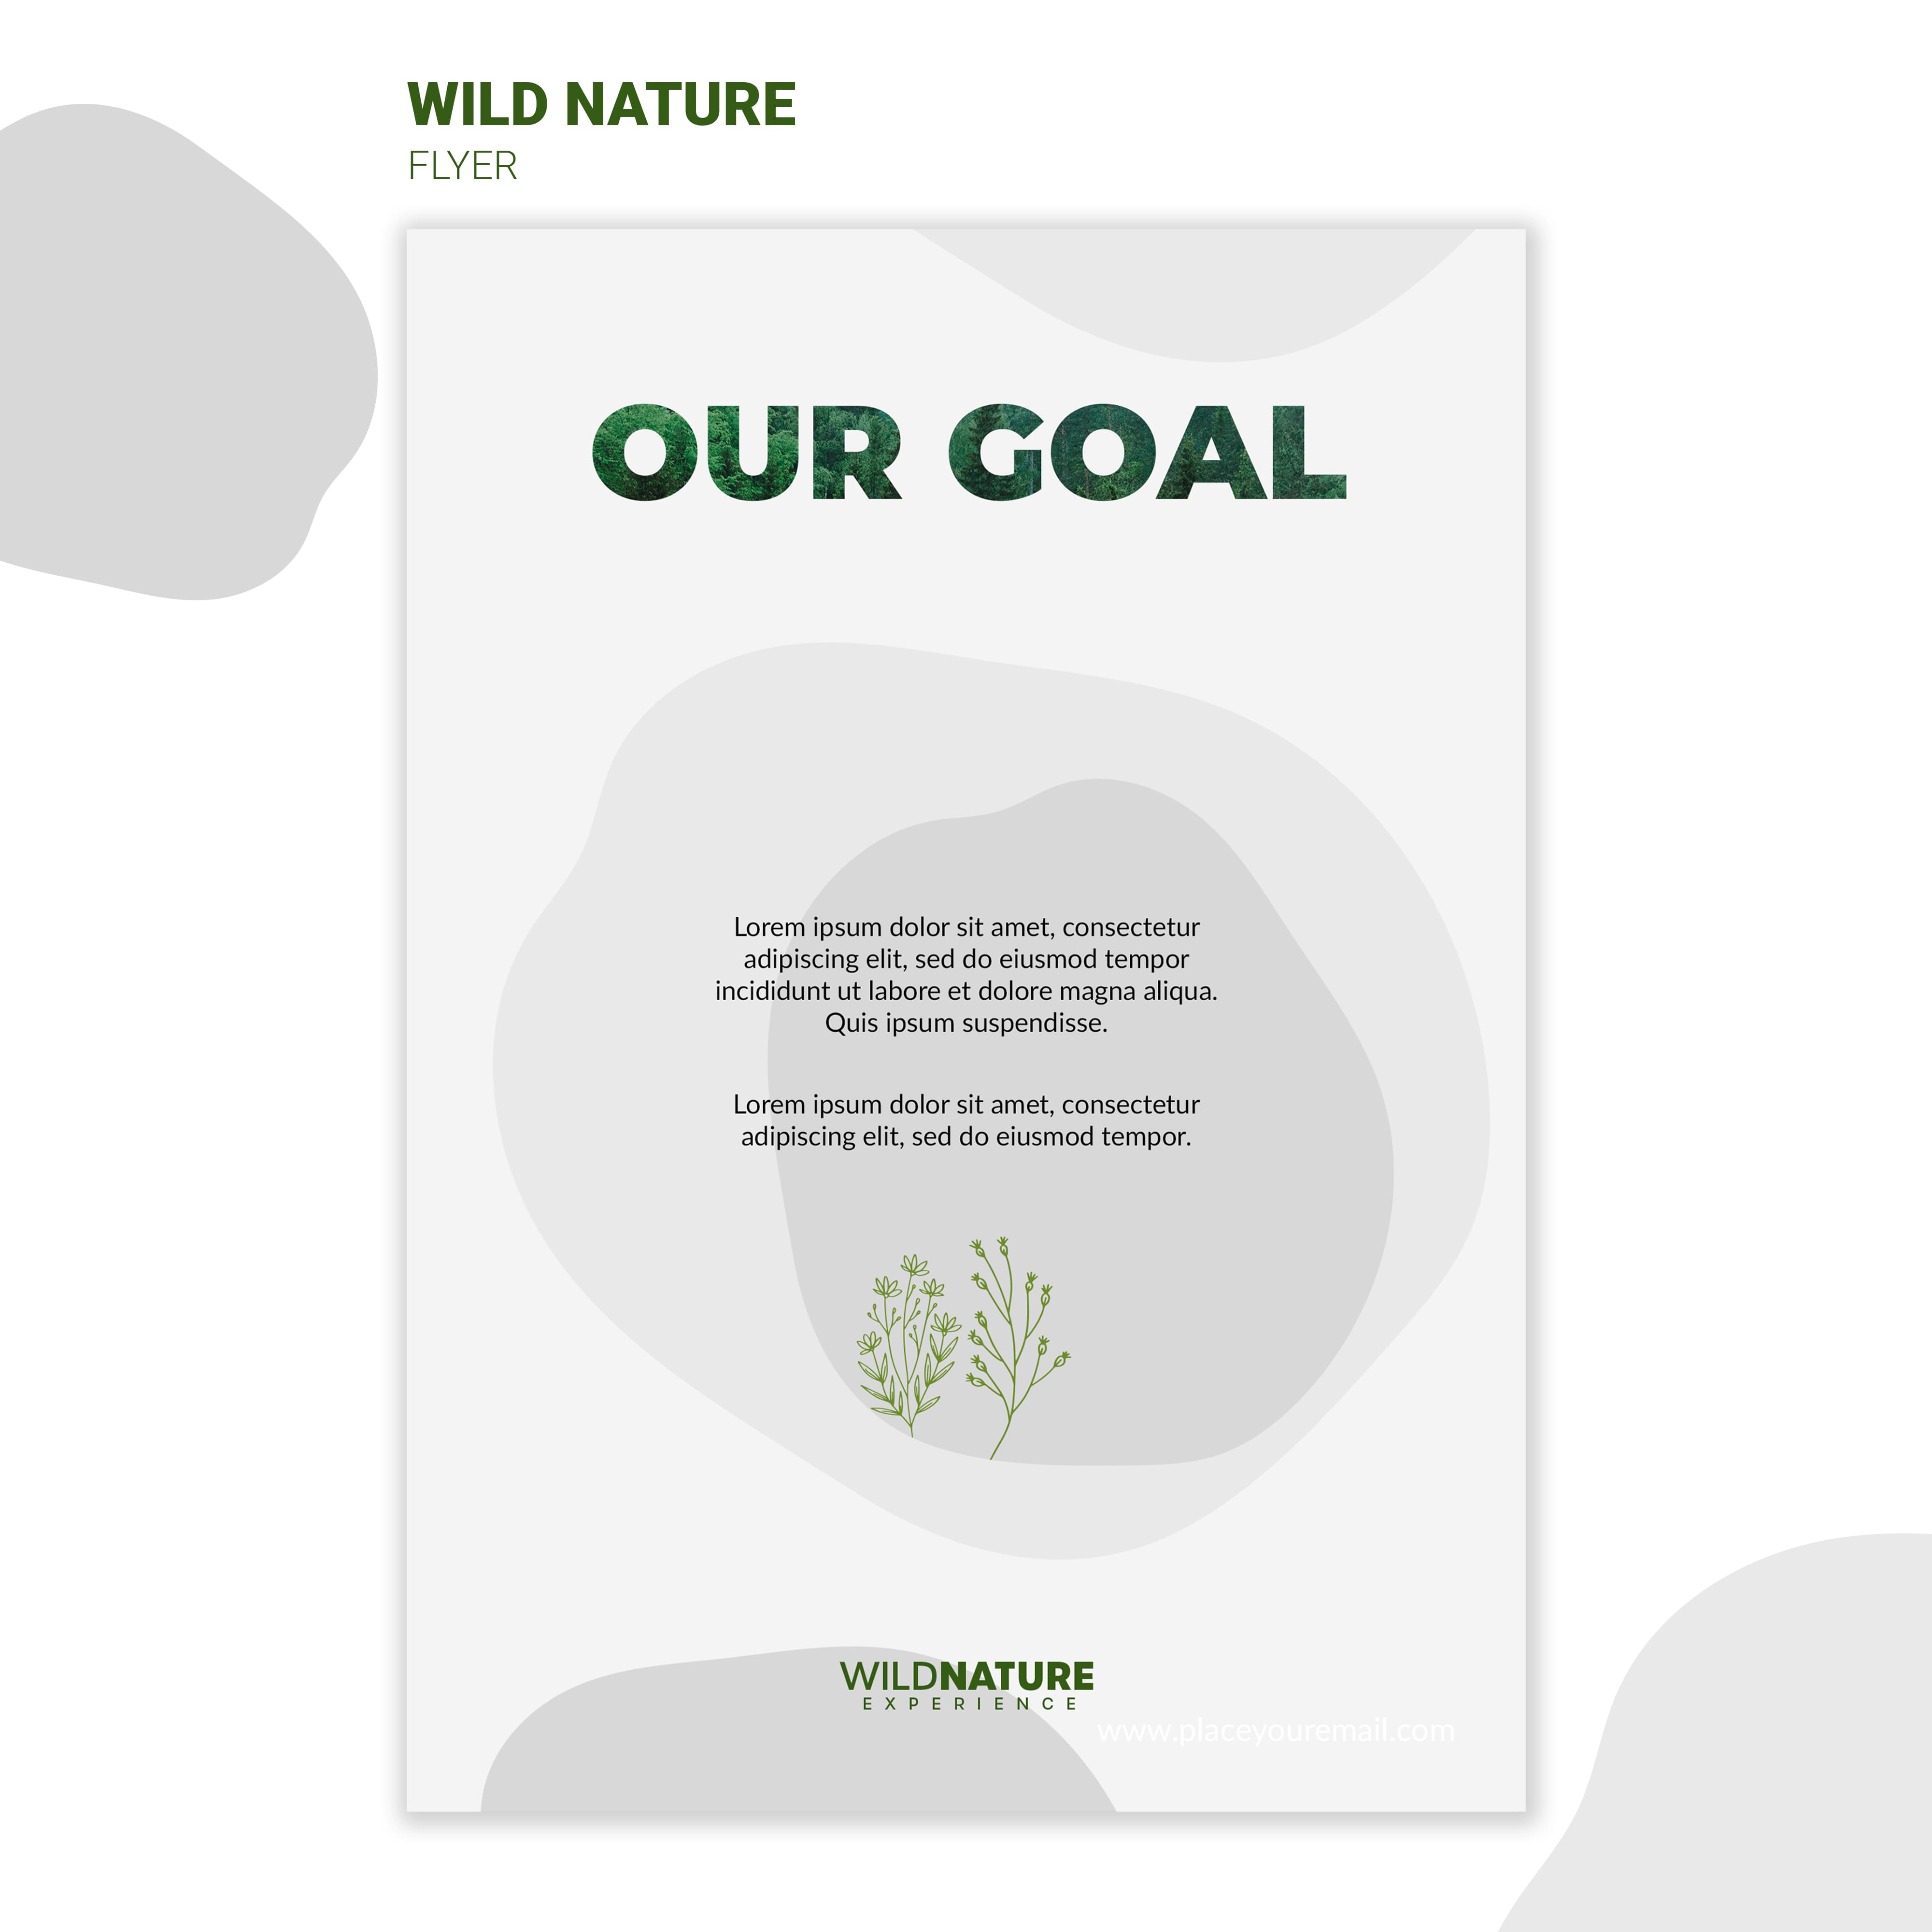 WILD NATURE
FLYER
OUR GOAL
Lorem ipsum dolor sit amet, consectetur
adipiscing elit, sed do eiusmod tempor
incididunt ut labore et dolore magna aliqua.
Quis ipsum suspendisse.
Lorem ipsum dolor sit amet, consectetur
adipiscing elit, sed do eiusmod tempor.
WILDNATURE
EXPERIENCE
www.placeyouremail.com